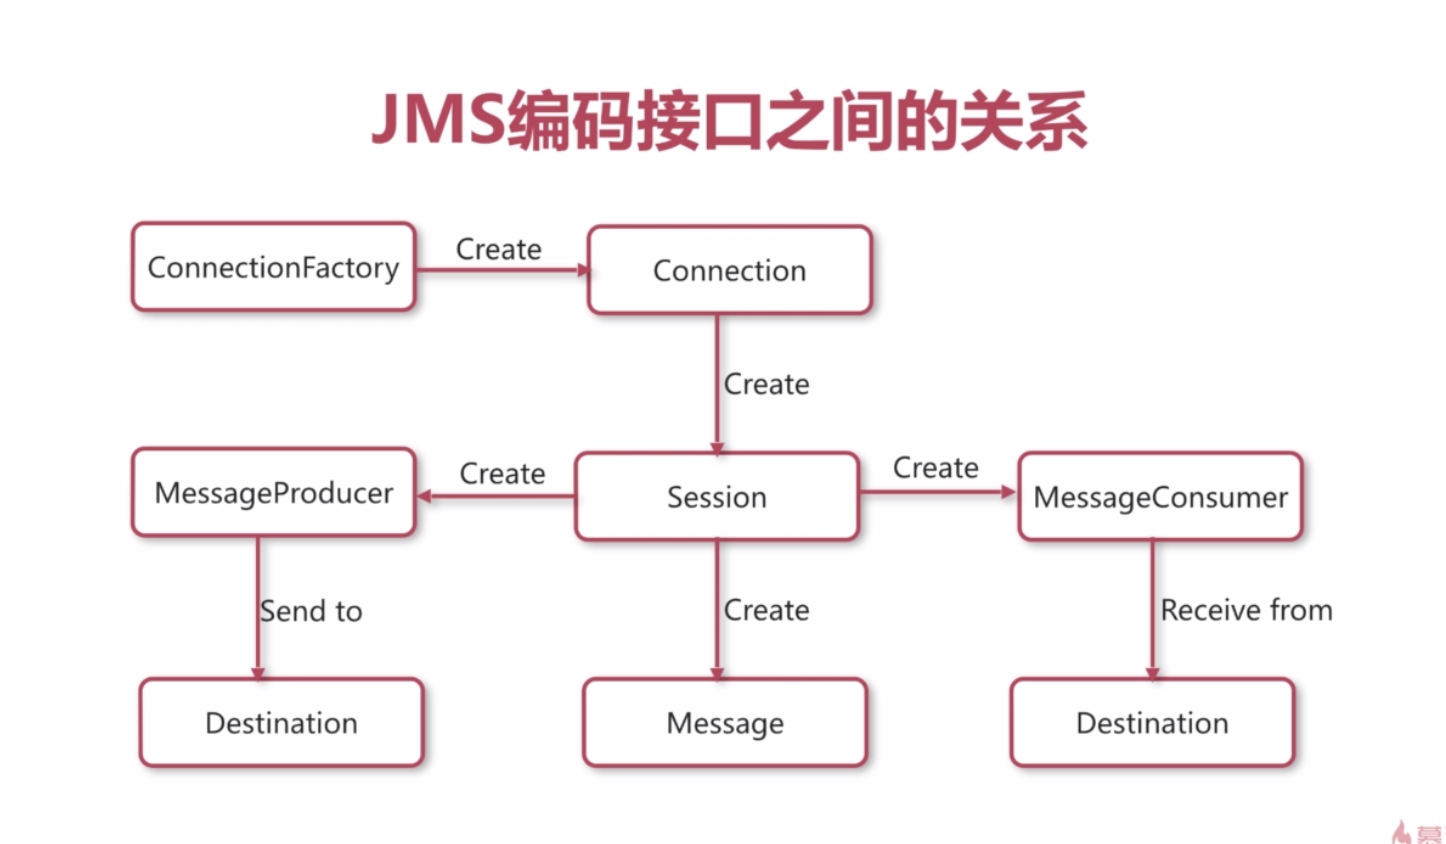 JMS编码接口之间的关系
ConnectionFactory
Create
Connection
Create
MessageProducer
Create
Session
Create
MessageConsumer
Send to
Create
Receive from
Destination
Message
Destination